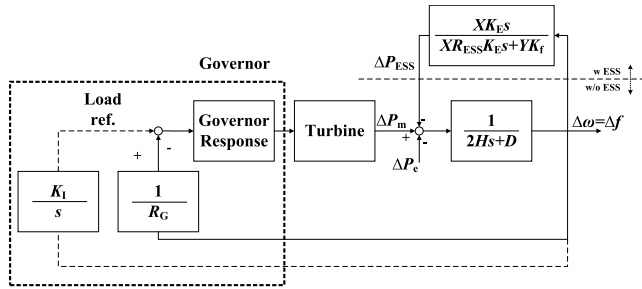 XK_E s
XR_ESS K_E s+YK_f
ΔP_ESS
w ESS
w/o ESS
Governor
Load
ref.
Governor
Response
Turbine
ΔP_m
1
2Hs+D
Δω=Δf
+
-
+
-
-
ΔP_e
K_I
s
1
R_G